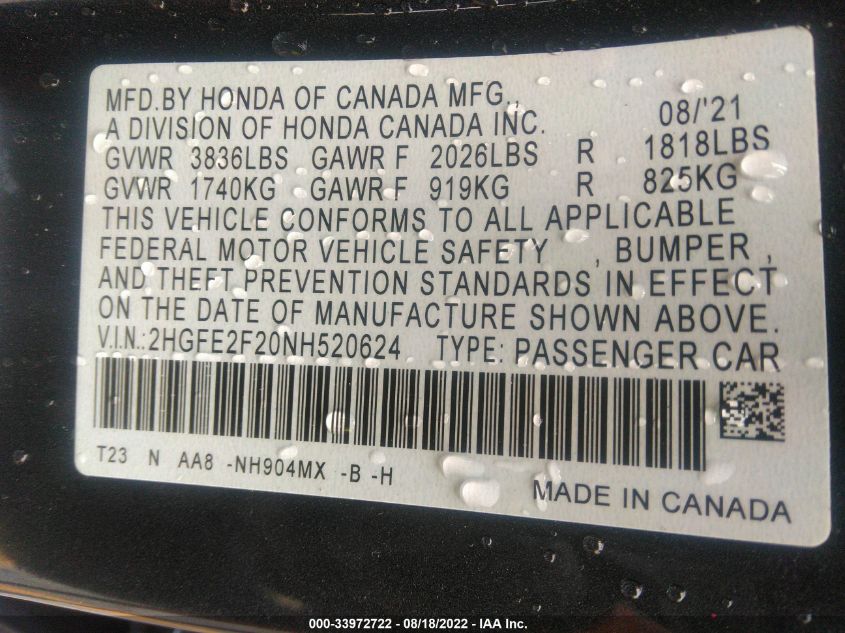 MFD.BY HONDA OF CANADA MFG.,
A DIVISION OF HONDA CANADA INC. 08/'21
GVWR 3836LBS GAWR F 2026LBS R 1818LBS
GVWR 1740KG GAWR F 919KG R 825KG
THIS VEHICLE CONFORMS TO ALL APPLICABLE
FEDERAL MOTOR VEHICLE SAFETY , BUMPER ,
AND THEFT PREVENTION STANDARDS IN EFFECT
ON THE DATE OF MANUFACTURE SHOWN ABOVE.
V.I.N.:2HGFE2F20NH520624 TYPE: PASSENGER CAR
T23 N AA8 -NH904MX -B -H
MADE IN CANADA
000-33972722 - 08/18/2022 - IAA Inc.